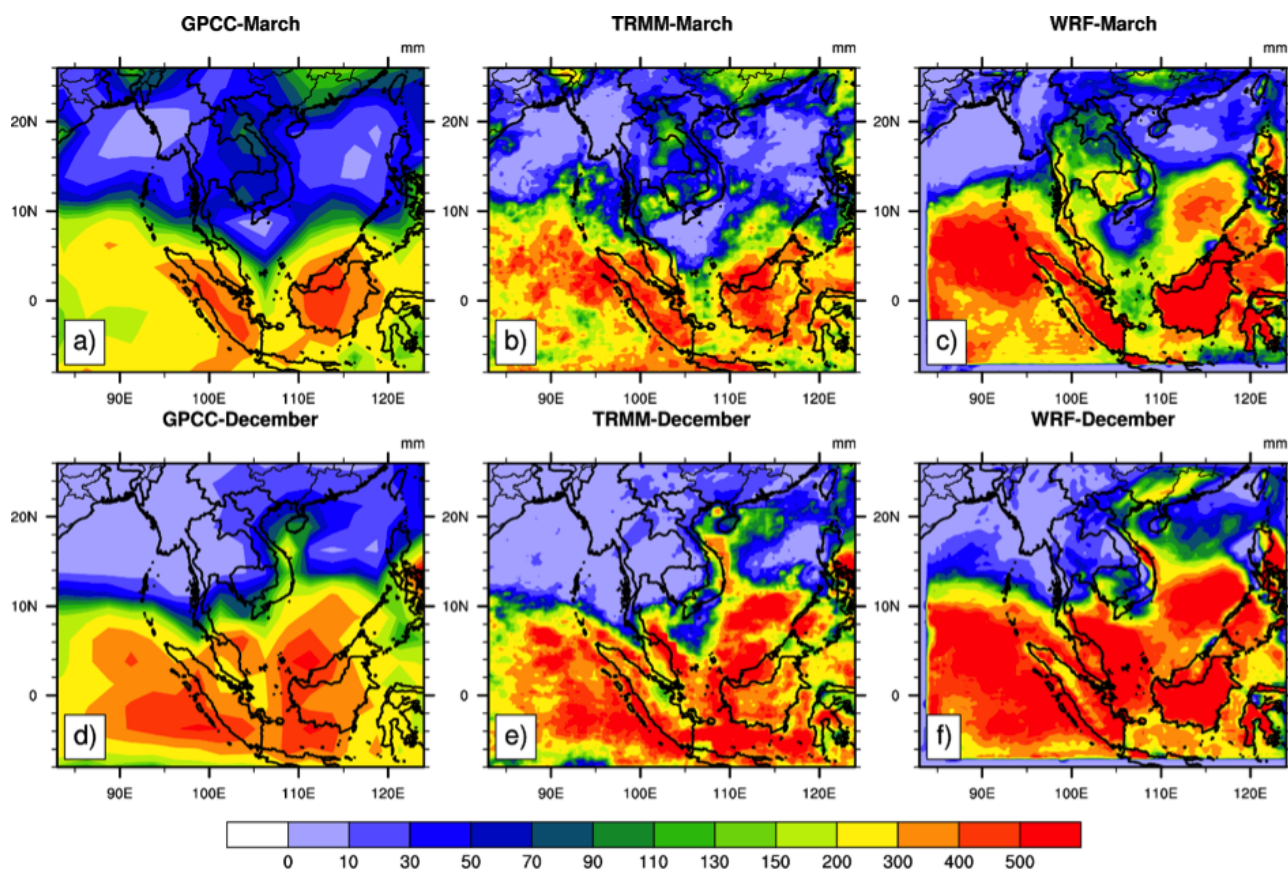 GPCC-March TRMM-March WRF-March
mm mm mm
20N 20N 20N
10N 10N 10N
0 0 0
a) b) c)
90E 100E 110E 120E 90E 100E 110E 120E 90E 100E 110E 120E
GPCC-December TRMM-December WRF-December
mm mm mm
20N 20N 20N
10N 10N 10N
0 0 0
d) e) f)
90E 100E 110E 120E 90E 100E 110E 120E 90E 100E 110E 120E
0 10 30 50 70 90 110 130 150 200 300 400 500